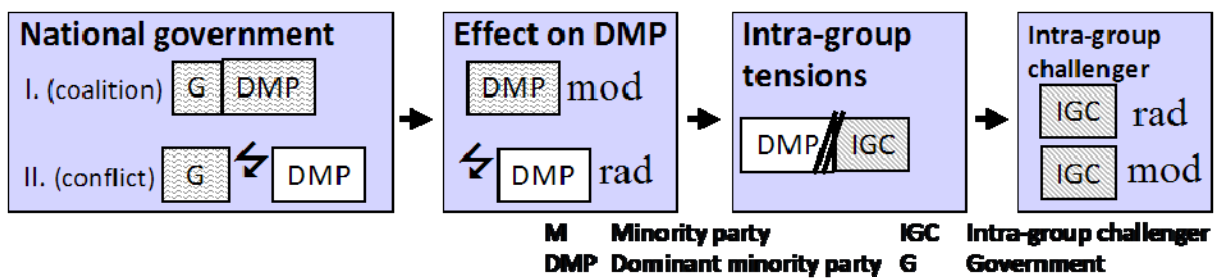 National government
I. (coalition) G DMP
II. (conflict) G DMP
Effect on DMP
DMP mod
DMP rad
Intra-group
tensions
DMP IGC
Intra-group
challenger
IGC rad
IGC mod
M Minority party IGC Intra-group challenger
DMP Dominant minority party G Government